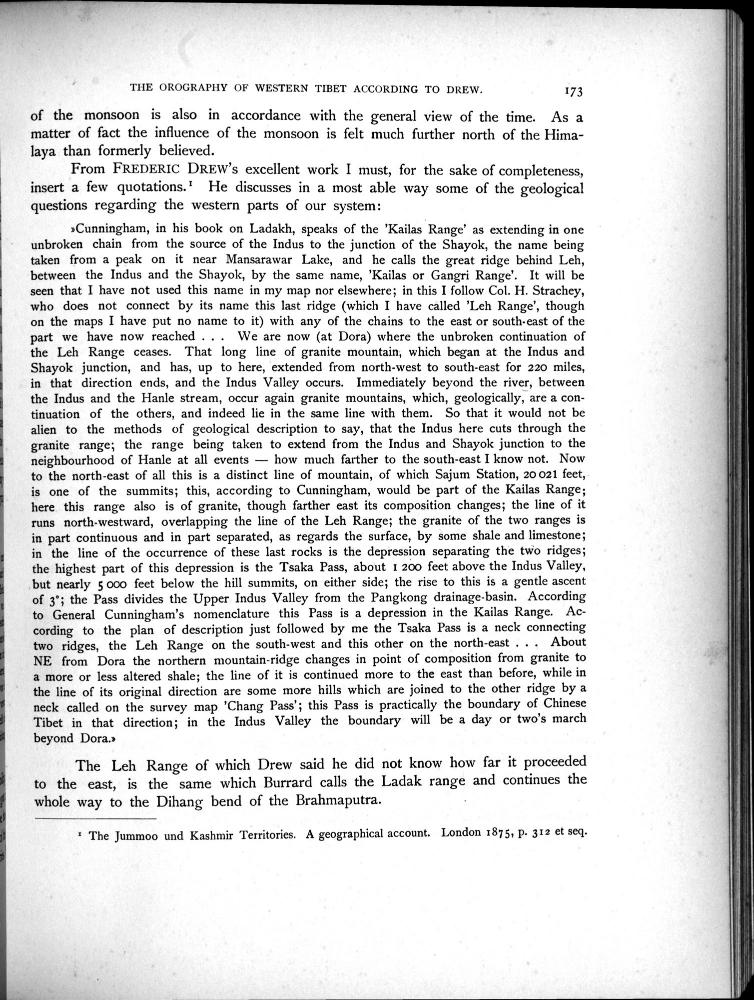 THE OROGRAPHY OF WESTERN TIBET ACCORDING TO DREW. 173
of the monsoon is also in accordance with the general view of the time. As a
matter of fact the influence of the monsoon is felt much further north of the Hima-
laya than formerly believed.
From FREDERIC DREW's excellent work I must, for the sake of completeness,
insert a few quotations.¹ He discusses in a most able way some of the geological
questions regarding the western parts of our system:
»Cunningham, in his book on Ladakh, speaks of the 'Kailas Range' as extending in one
unbroken chain from the source of the Indus to the junction of the Shayok, the name being
taken from a peak on it near Mansarawar Lake, and he calls the great ridge behind Leh,
between the Indus and the Shayok, by the same name, 'Kailas or Gangri Range'. It will be
seen that I have not used this name in my map nor elsewhere; in this I follow Col. H. Strachey,
who does not connect by its name this last ridge (which I have called 'Leh Range', though
on the maps I have put no name to it) with any of the chains to the east or south-east of the
part we have now reached . . . We are now (at Dora) where the unbroken continuation of
the Leh Range ceases. That long line of granite mountain, which began at the Indus and
Shayok junction, and has, up to here, extended from north-west to south-east for 220 miles,
in that direction ends, and the Indus Valley occurs. Immediately beyond the river, between
the Indus and the Hanle stream, occur again granite mountains, which, geologically, are a con-
tinuation of the others, and indeed lie in the same line with them. So that it would not be
alien to the methods of geological description to say, that the Indus here cuts through the
granite range; the range being taken to extend from the Indus and Shayok junction to the
neighbourhood of Hanle at all events — how much farther to the south-east I know not. Now
to the north-east of all this is a distinct line of mountain, of which Sajum Station, 20 021 feet,
is one of the summits; this, according to Cunningham, would be part of the Kailas Range;
here this range also is of granite, though farther east its composition changes; the line of it
runs north-westward, overlapping the line of the Leh Range; the granite of the two ranges is
in part continuous and in part separated, as regards the surface, by some shale and limestone;
in the line of the occurrence of these last rocks is the depression separating the two ridges;
the highest part of this depression is the Tsaka Pass, about 1 200 feet above the Indus Valley,
but nearly 5 000 feet below the hill summits, on either side; the rise to this is a gentle ascent
of 3°; the Pass divides the Upper Indus Valley from the Pangkong drainage-basin. According
to General Cunningham's nomenclature this Pass is a depression in the Kailas Range. Ac-
cording to the plan of description just followed by me the Tsaka Pass is a neck connecting
two ridges, the Leh Range on the south-west and this other on the north-east . . . About
NE from Dora the northern mountain-ridge changes in point of composition from granite to
a more or less altered shale; the line of it is continued more to the east than before, while in
the line of its original direction are some more hills which are joined to the other ridge by a
neck called on the survey map 'Chang Pass'; this Pass is practically the boundary of Chinese
Tibet in that direction; in the Indus Valley the boundary will be a day or two's march
beyond Dora.»
The Leh Range of which Drew said he did not know how far it proceeded
to the east, is the same which Burrard calls the Ladak range and continues the
whole way to the Dihang bend of the Brahmaputra.
¹ The Jummoo und Kashmir Territories. A geographical account. London 1875, p. 312 et seq.